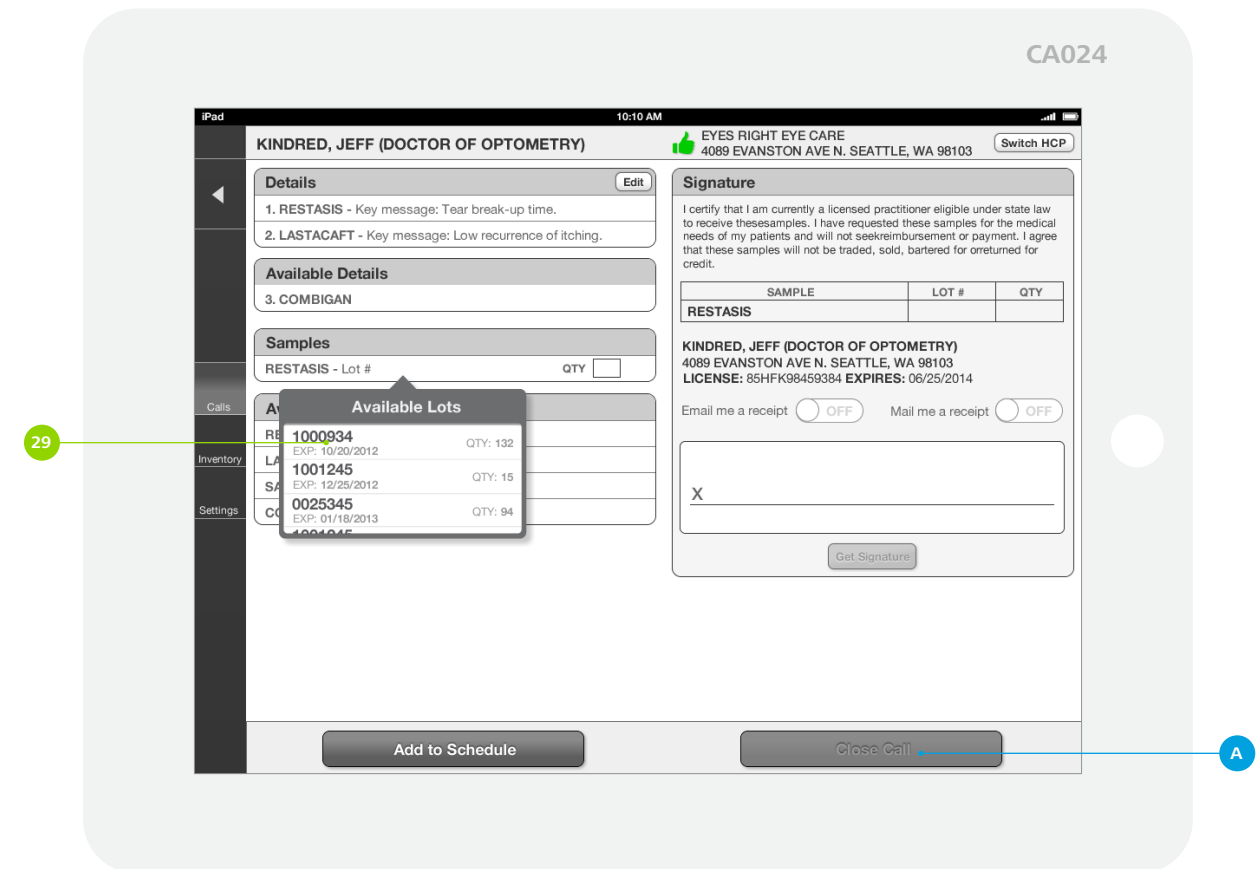 CA024
iPad
10:10 AM
KINDRED, JEFF (DOCTOR OF OPTOMETRY)
EYES RIGHT EYE CARE
4089 EVANSTON AVE N. SEATTLE, WA 98103
Switch HCP
Details
Edit
1. RESTASIS - Key message: Tear break-up time.
2. LASTACAFT - Key message: Low recurrence of itching.
Available Details
3. COMBIGAN
Samples
RESTASIS - Lot #
QTY
Available Lots
1000934
EXP: 10/20/2012
QTY: 132
1001245
EXP: 12/25/2012
QTY: 15
0025345
EXP: 01/18/2013
QTY: 94
Calls
Inventory
Settings
29
Signature
I certify that I am currently a licensed practitioner eligible under state law
to receive thesesamples. I have requested these samples for the medical
needs of my patients and will not seekreimbursement or payment. I agree
that these samples will not be traded, sold, bartered for orreturned for
credit.
SAMPLE LOT # QTY
RESTASIS
KINDRED, JEFF (DOCTOR OF OPTOMETRY)
4089 EVANSTON AVE N. SEATTLE, WA 98103
LICENSE: 85HFK98459384 EXPIRES: 06/25/2014
Email me a receipt OFF Mail me a receipt OFF
X
Get Signature
Add to Schedule
Close Call
A